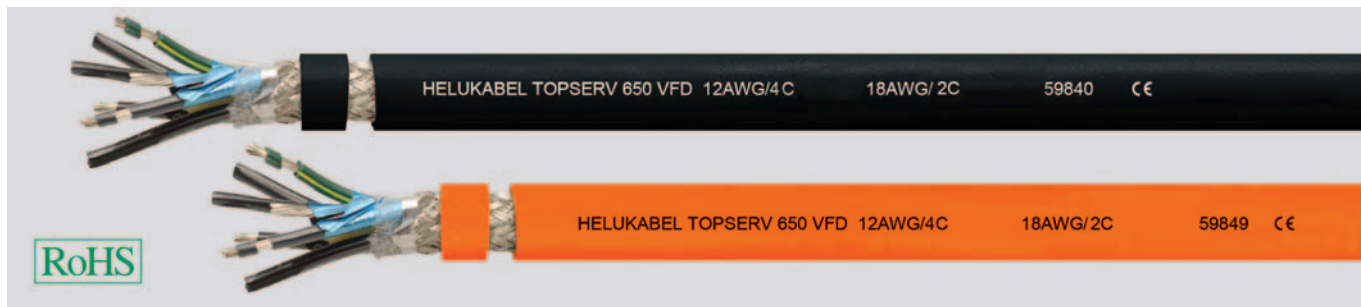 HELUKABEL TOPSERV 650 VFD 12AWG/4C 18AWG/2C 59840 CE
HELUKABEL TOPSERV 650 VFD 12AWG/4C 18AWG/2C 59849 CE
RoHS